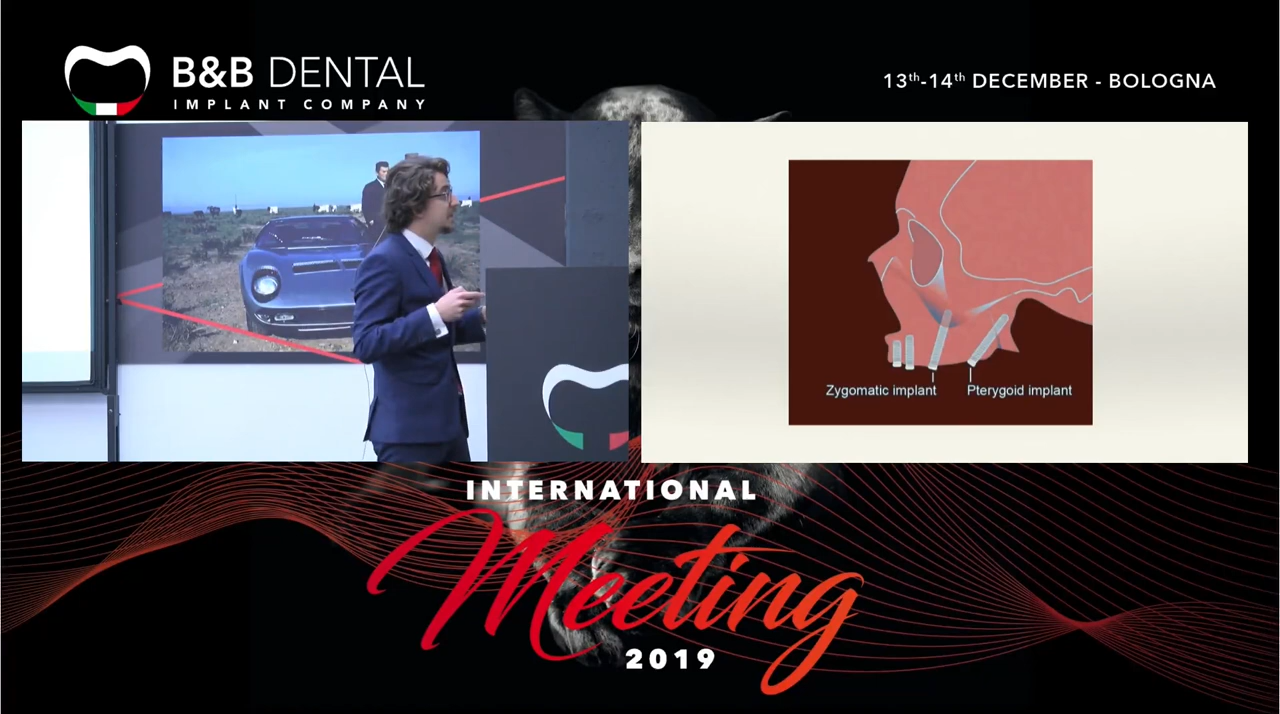 B&B DENTAL
IMPLANT COMPANY
13th-14th DECEMBER - BOLOGNA
Zygomatic implant
Pterygoid implant
INTERNATIONAL
Meeting
2019